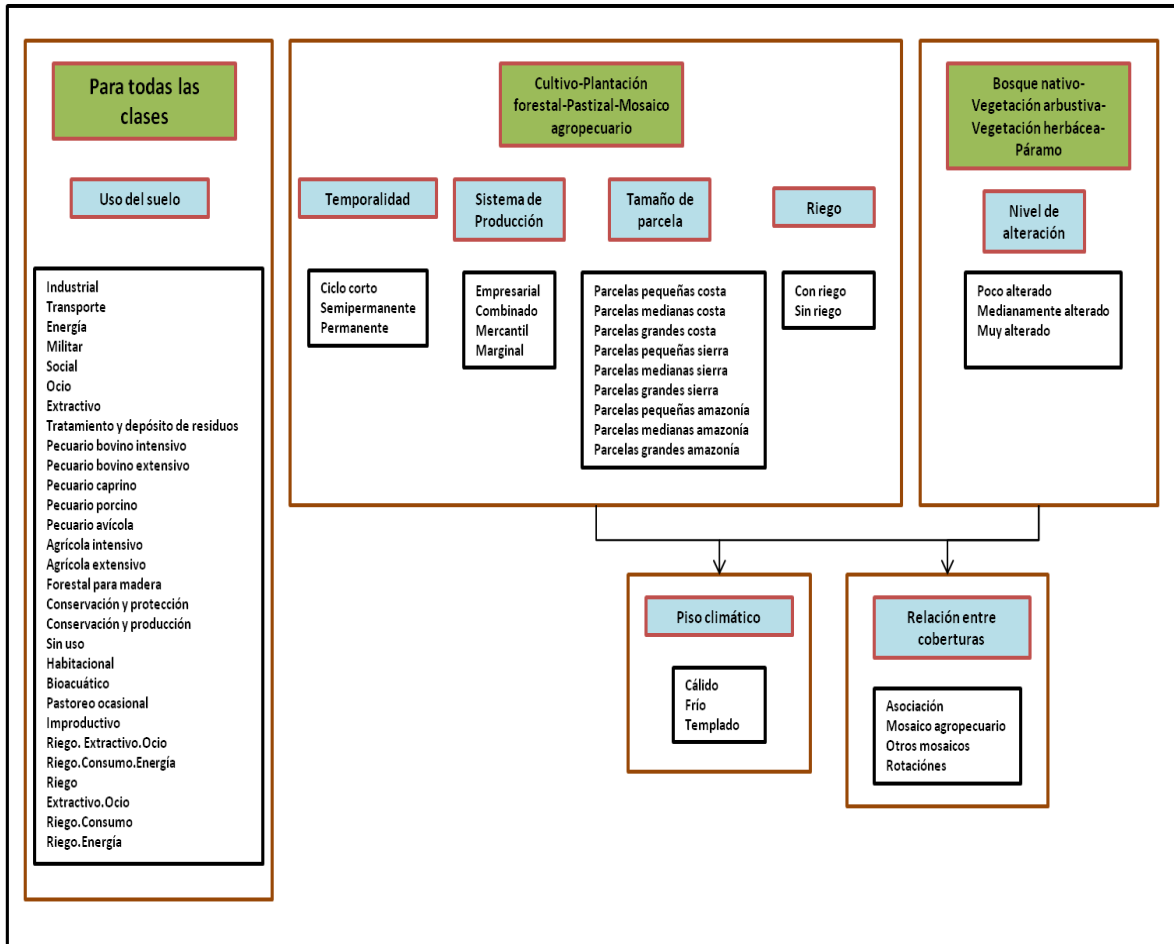 Para todas las
clases
Uso del suelo
Industrial
Transporte
Energía
Militar
Social
Ocio
Extractivo
Tratamiento y depósito de residuos
Pecuario bovino intensivo
Pecuario bovino extensivo
Pecuario caprino
Pecuario porcino
Pecuario avícola
Agrícola intensivo
Agrícola extensivo
Forestal para madera
Conservación y protección
Conservación y producción
Sin uso
Habitacional
Bioacuático
Pastoreo ocasional
Improductivo
Riego. Extractivo.Ocio
Riego.Consumo.Energía
Riego
Extractivo.Ocio
Riego.Consumo
Riego.Energía
Cultivo-Plantación
forestal-Pastizal-Mosaico
agropecuario
Temporalidad
Ciclo corto
Semipermanente
Permanente
Sistema de
Producción
Empresarial
Combinado
Mercantil
Marginal
Tamaño de
parcela
Parcelas pequeñas costa
Parcelas medianas costa
Parcelas grandes costa
Parcelas pequeñas sierra
Parcelas medianas sierra
Parcelas grandes sierra
Parcelas pequeñas amazonía
Parcelas medianas amazonía
Parcelas grandes amazonía
Riego
Con riego
Sin riego
Bosque nativo-
Vegetación arbustiva-
Vegetación herbácea-
Páramo
Nivel de
alteración
Poco alterado
Medianamente alterado
Muy alterado
Piso climático
Cálido
Frío
Templado
Relación entre
coberturas
Asociación
Mosaico agropecuario
Otros mosaicos
Rotaciónes